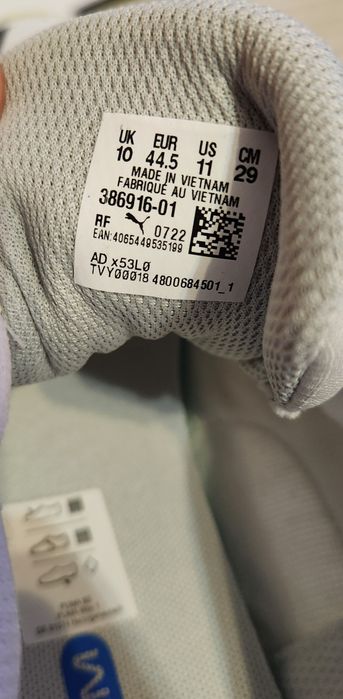 UK EUR US CM
10 44.5 11 29
MADE IN VIETNAM
FABRIQUÉ AU VIETNAM
386916-01
RF 0722
EAN:4065449535199
AD x53LØ
TVYØØØ18 4800684501_1